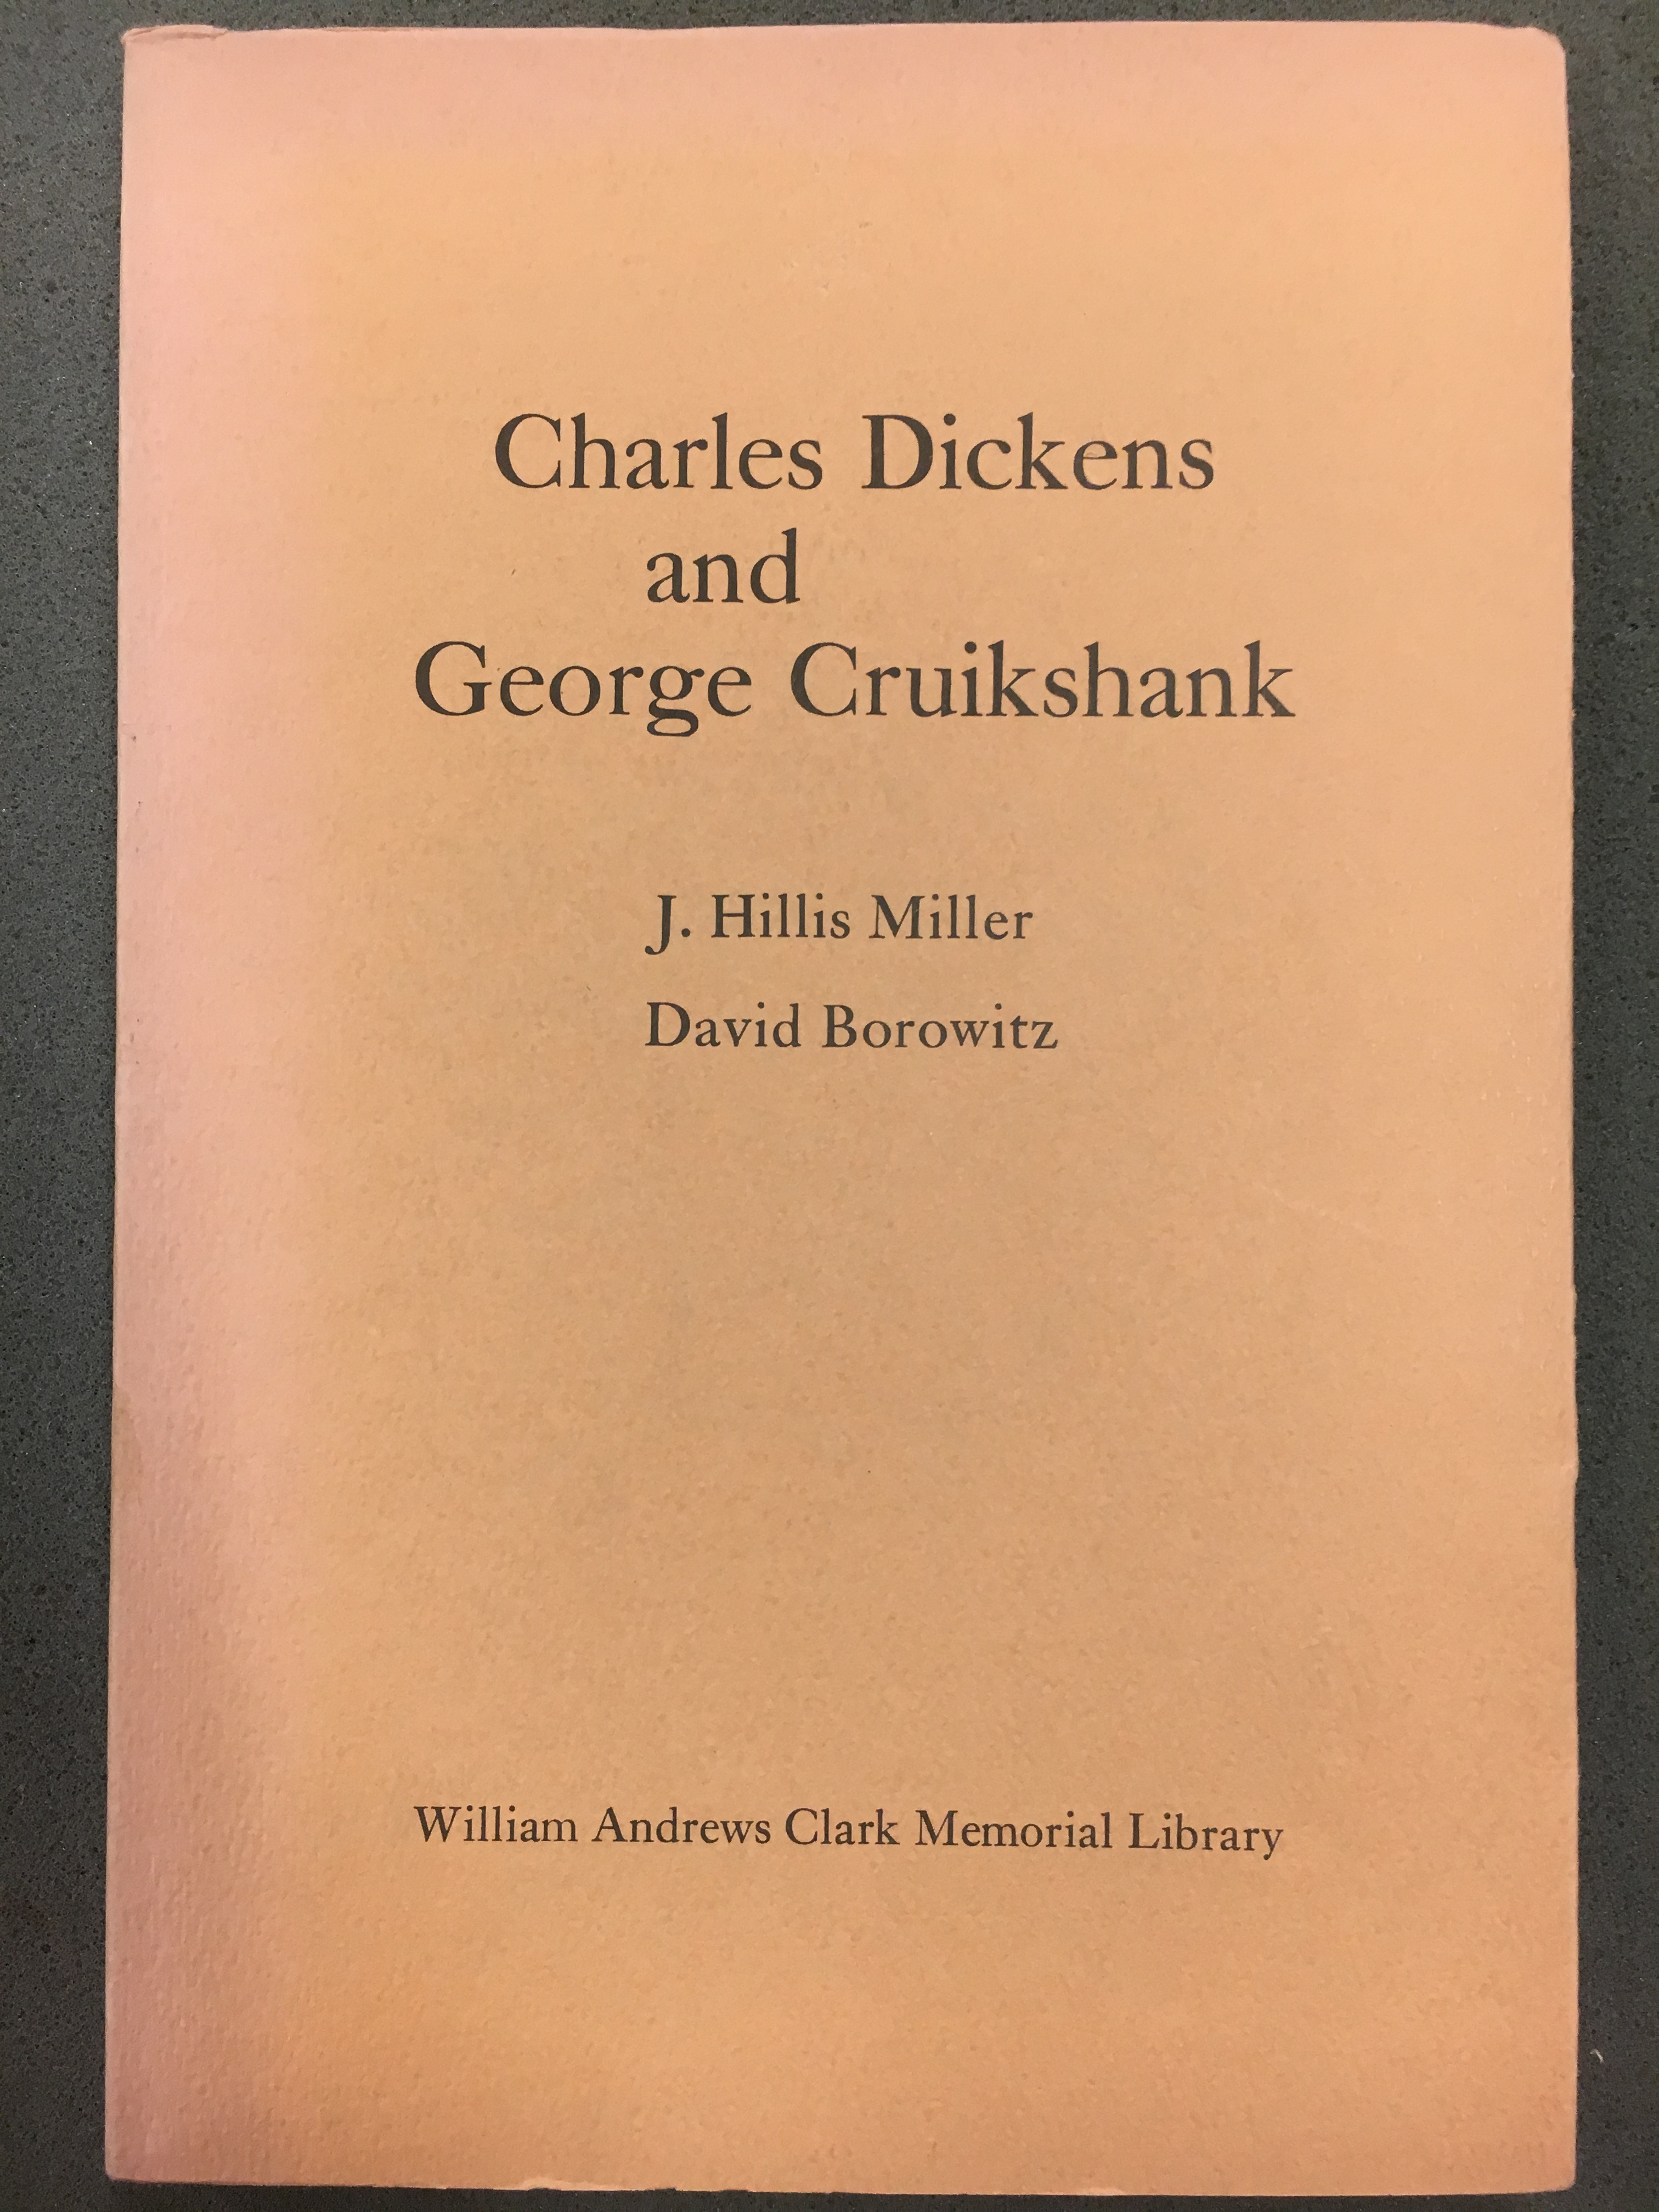 Charles Dickens
and
George Cruikshank
J. Hillis Miller
David Borowitz
William Andrews Clark Memorial Library